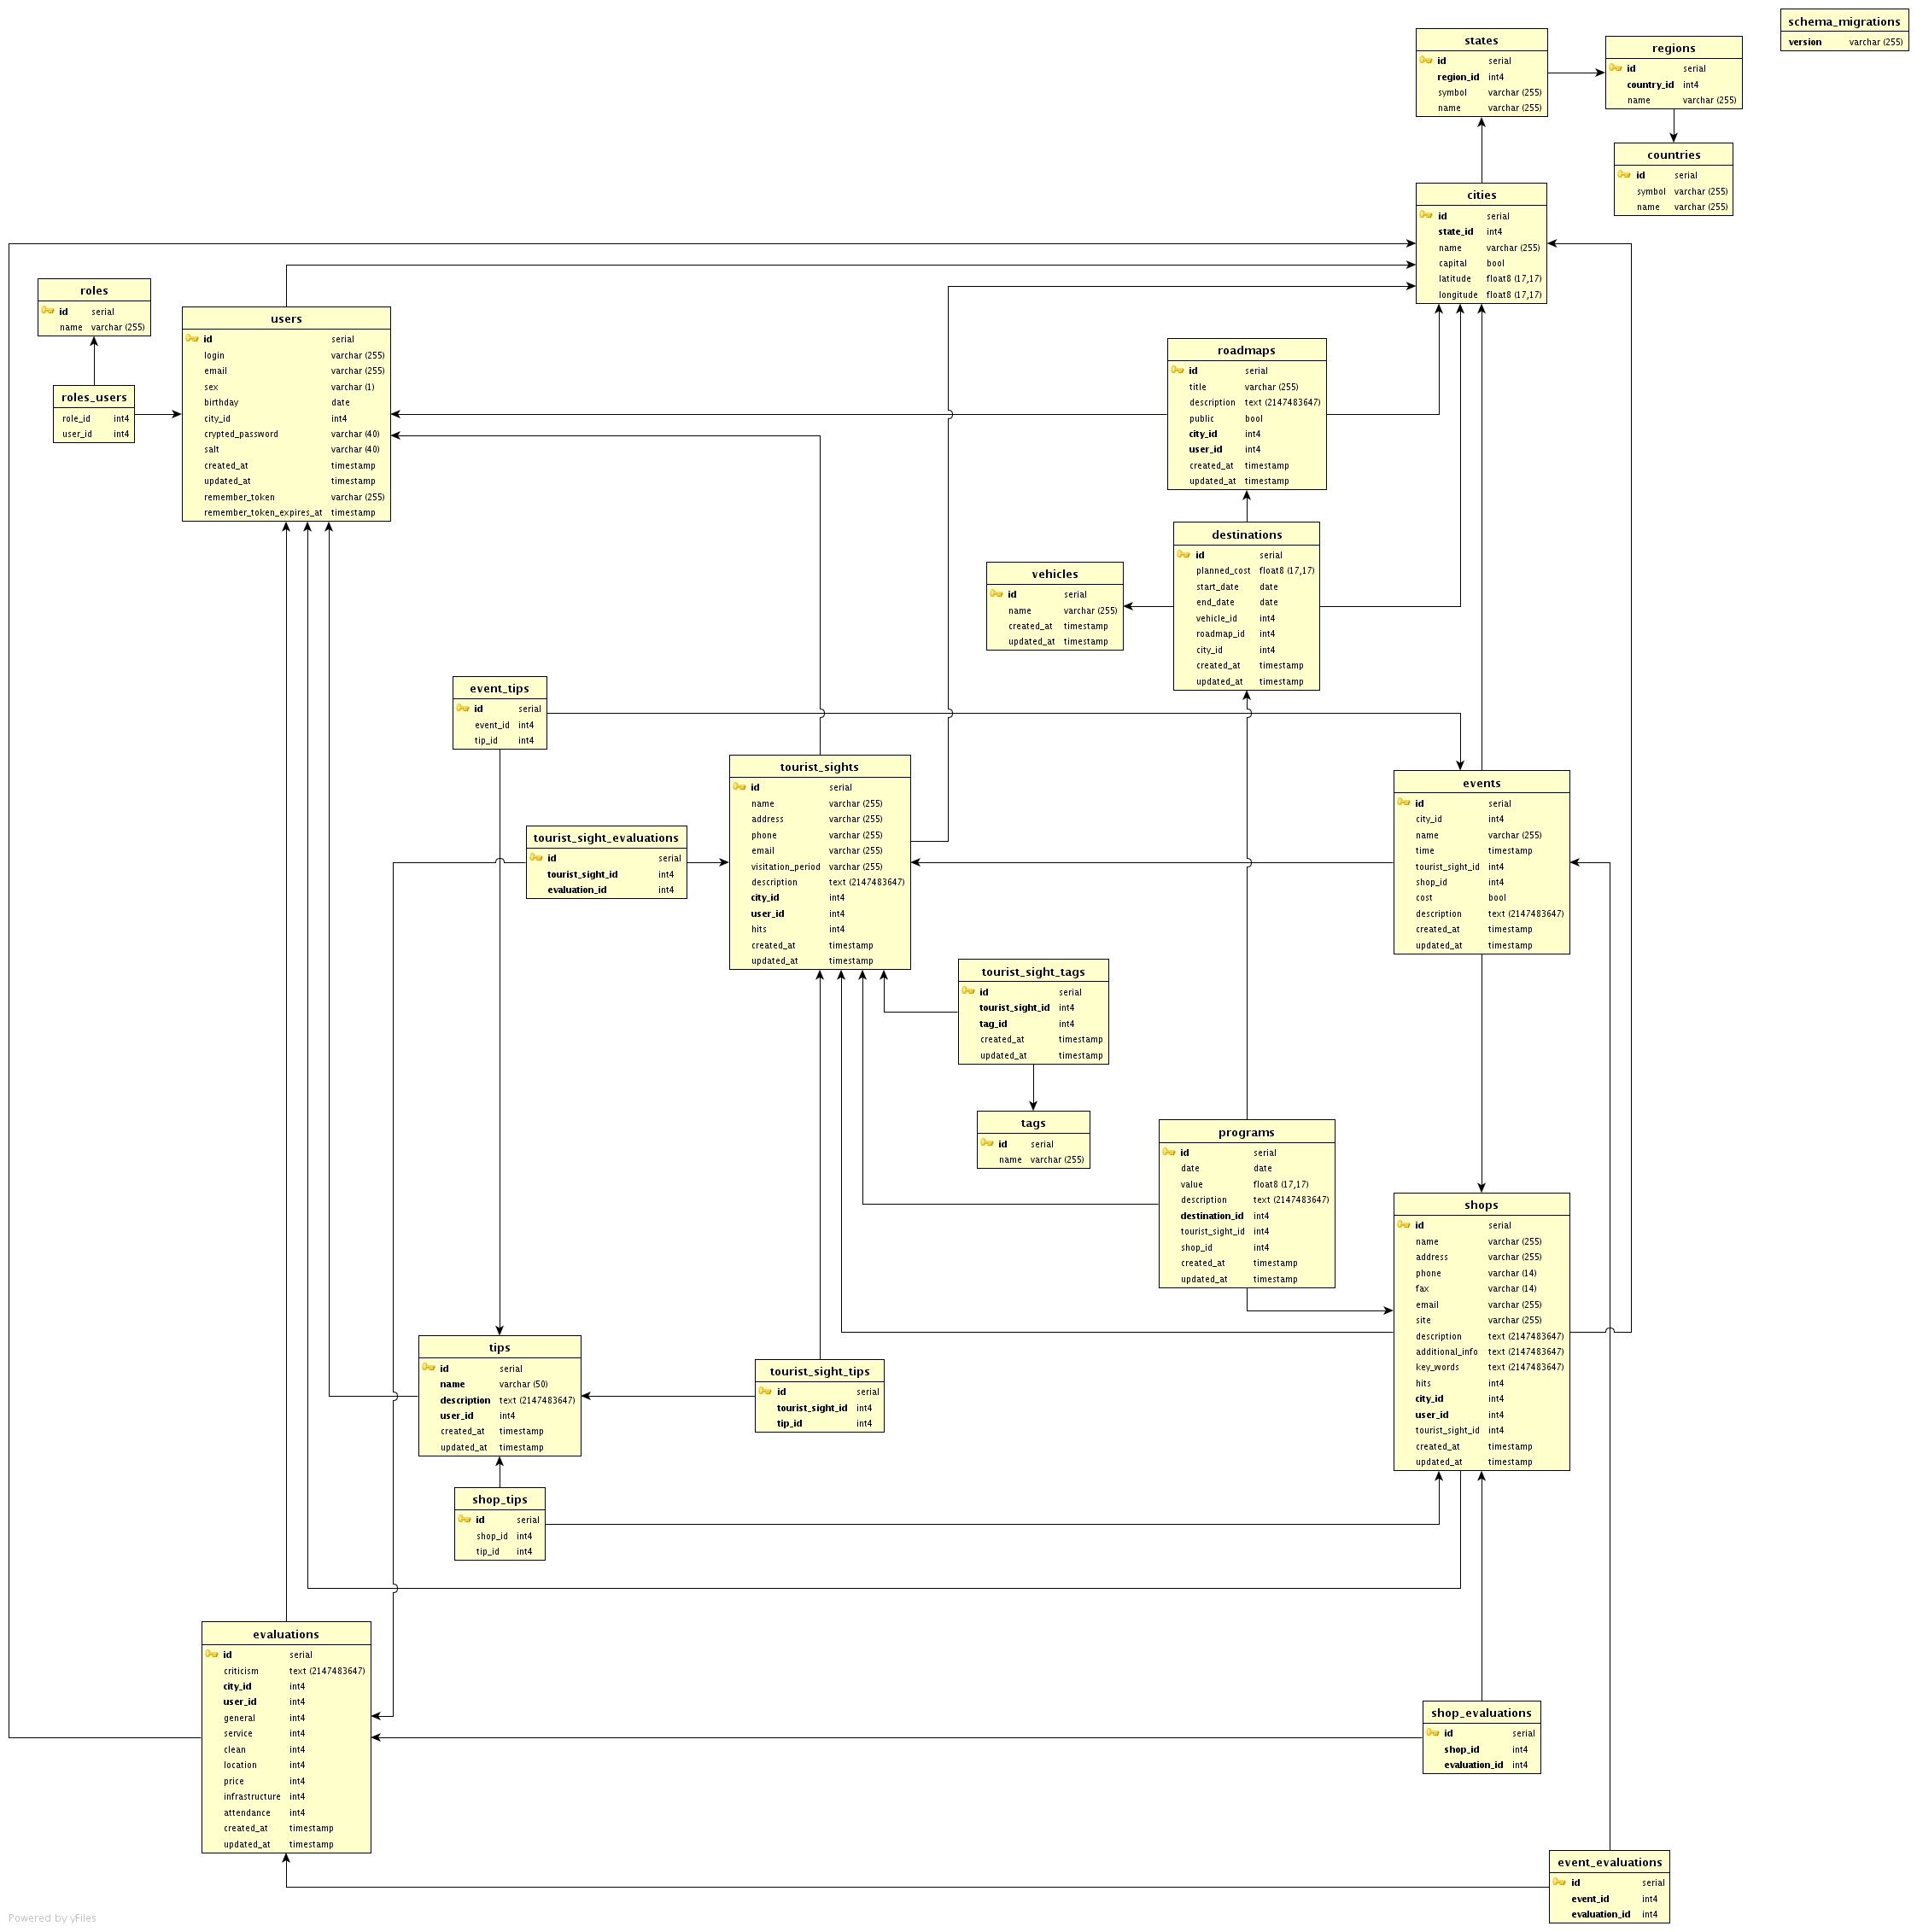 schema_migrations
version varchar (255)
states
id serial
region_id int4
symbol varchar (255)
name varchar (255)
regions
id serial
country_id int4
name varchar (255)
countries
id serial
symbol varchar (255)
name varchar (255)
cities
id serial
state_id int4
name varchar (255)
capital bool
latitude float8 (17,17)
longitude float8 (17,17)
roles
id serial
name varchar (255)
roles_users
role_id int4
user_id int4
users
id serial
login varchar (255)
email varchar (255)
sex varchar (1)
birthday date
city_id int4
crypted_password varchar (40)
salt varchar (40)
created_at timestamp
updated_at timestamp
remember_token varchar (255)
remember_token_expires_at timestamp
roadmaps
id serial
title varchar (255)
description text (2147483647)
public bool
city_id int4
user_id int4
created_at timestamp
updated_at timestamp
destinations
id serial
planned_cost float8 (17,17)
start_date date
end_date date
vehicle_id int4
roadmap_id int4
city_id int4
created_at timestamp
updated_at timestamp
vehicles
id serial
name varchar (255)
created_at timestamp
updated_at timestamp
event_tips
id serial
event_id int4
tip_id int4
tourist_sights
id serial
name varchar (255)
address varchar (255)
phone varchar (255)
email varchar (255)
visitation_period varchar (255)
description text (2147483647)
city_id int4
user_id int4
hits int4
created_at timestamp
updated_at timestamp
events
id serial
city_id int4
name varchar (255)
time timestamp
tourist_sight_id int4
shop_id int4
cost bool
description text (2147483647)
created_at timestamp
updated_at timestamp
tourist_sight_evaluations
id serial
tourist_sight_id int4
evaluation_id int4
tourist_sight_tags
id serial
tourist_sight_id int4
tag_id int4
created_at timestamp
updated_at timestamp
tags
id serial
name varchar (255)
programs
id serial
date date
value float8 (17,17)
description text (2147483647)
destination_id int4
tourist_sight_id int4
shop_id int4
created_at timestamp
updated_at timestamp
shops
id serial
name varchar (255)
address varchar (255)
phone varchar (14)
fax varchar (14)
email varchar (255)
site varchar (255)
description text (2147483647)
additional_info text (2147483647)
key_words text (2147483647)
hits int4
city_id int4
user_id int4
tourist_sight_id int4
created_at timestamp
updated_at timestamp
tips
id serial
name varchar (50)
description text (2147483647)
user_id int4
created_at timestamp
updated_at timestamp
tourist_sight_tips
id serial
tourist_sight_id int4
tip_id int4
shop_tips
id serial
shop_id int4
tip_id int4
evaluations
id serial
criticism text (2147483647)
city_id int4
user_id int4
general int4
service int4
clean int4
location int4
price int4
infrastructure int4
attendance int4
created_at timestamp
updated_at timestamp
shop_evaluations
id serial
shop_id int4
evaluation_id int4
event_evaluations
id serial
event_id int4
evaluation_id int4
Powered by yFiles